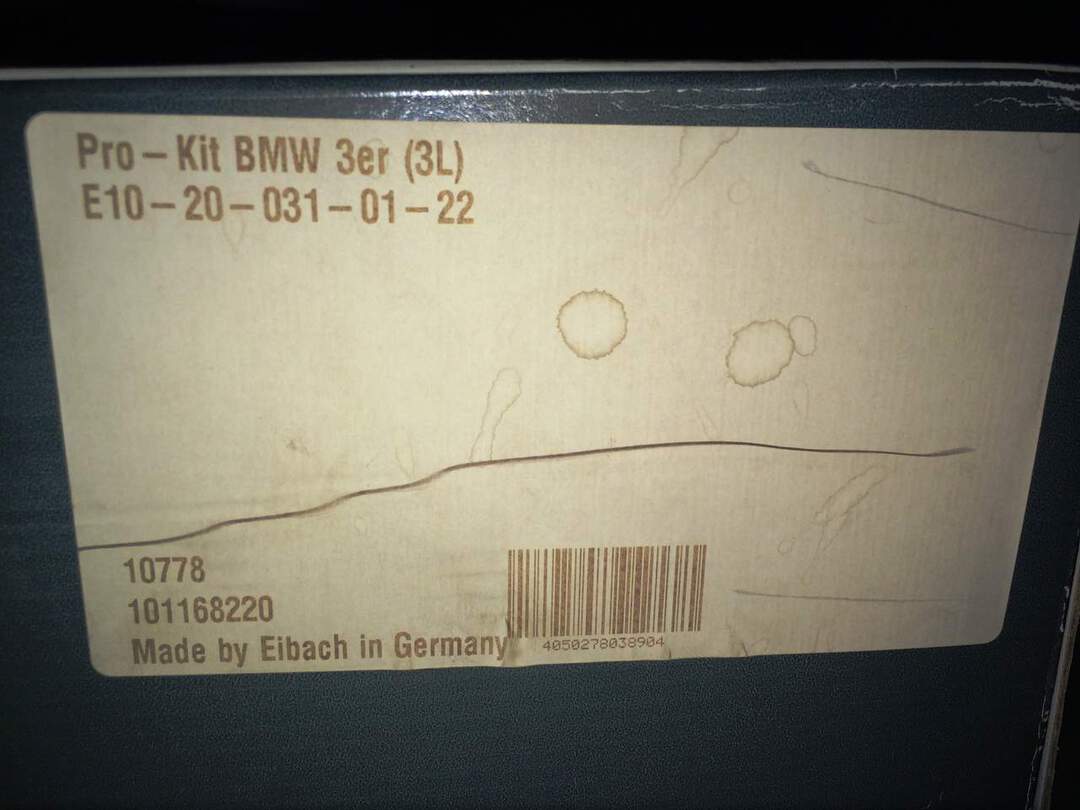 Pro-Kit BMW 3er (3L)
E10-20-031-01-22
10778
101168220
Made by Eibach in Germany
4050278038904